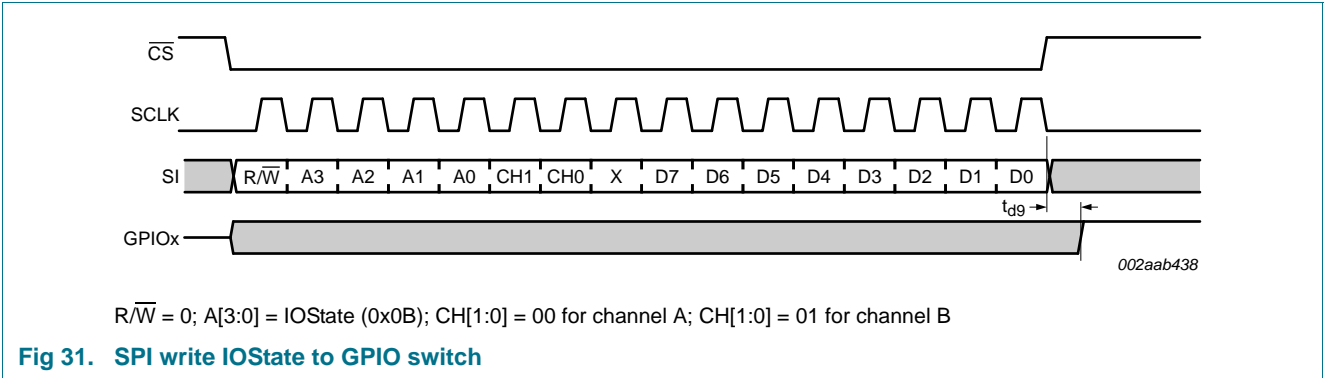 C̅S̅
SCLK
SI R/W̅ A3 A2 A1 A0 CH1 CH0 X D7 D6 D5 D4 D3 D2 D1 D0
td9
GPIOx
002aab438
R/W̅ = 0; A[3:0] = IOState (0x0B); CH[1:0] = 00 for channel A; CH[1:0] = 01 for channel B
Fig 31. SPI write IOState to GPIO switch